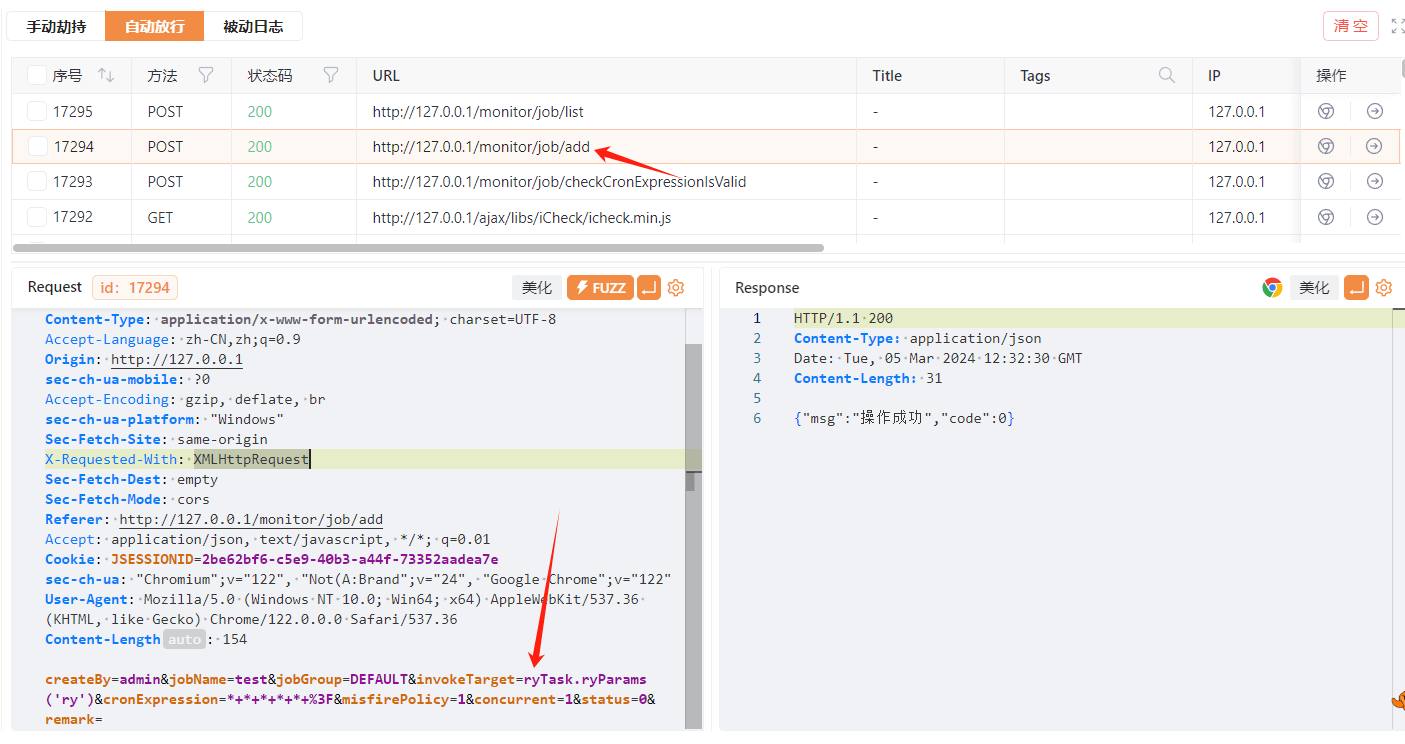 手动劫持 自动放行 被动日志 清 空
序号 方法 状态码 URL Title Tags IP 操作
17295 POST 200 http://127.0.0.1/monitor/job/list - 127.0.0.1
17294 POST 200 http://127.0.0.1/monitor/job/add - 127.0.0.1
17293 POST 200 http://127.0.0.1/monitor/job/checkCronExpressionIsValid - 127.0.0.1
17292 GET 200 http://127.0.0.1/ajax/libs/iCheck/icheck.min.js - 127.0.0.1
Request id: 17294 美化 FUZZ
Content-Type: application/x-www-form-urlencoded; charset=UTF-8
Accept-Language: zh-CN,zh;q=0.9
Origin: http://127.0.0.1
sec-ch-ua-mobile: ?0
Accept-Encoding: gzip, deflate, br
sec-ch-ua-platform: "Windows"
Sec-Fetch-Site: same-origin
X-Requested-With: XMLHttpRequest
Sec-Fetch-Dest: empty
Sec-Fetch-Mode: cors
Referer: http://127.0.0.1/monitor/job/add
Accept: application/json, text/javascript, */*; q=0.01
Cookie: JSESSIONID=2be62bf6-c5e9-40b3-a44f-73352aadea7e
sec-ch-ua: "Chromium";v="122", "Not(A:Brand";v="24", "Google Chrome";v="122"
User-Agent: Mozilla/5.0 (Windows NT 10.0; Win64; x64) AppleWebKit/537.36
(KHTML, like Gecko) Chrome/122.0.0.0 Safari/537.36
Content-Length auto : 154
createBy=admin&jobName=test&jobGroup=DEFAULT&invokeTarget=ryTask.ryParams
('ry')&cronExpression=*+*+*+*+*+%3F&misfirePolicy=1&concurrent=1&status=0&
remark=
Response 美化
1 HTTP/1.1 200
2 Content-Type: application/json
3 Date: Tue, 05 Mar 2024 12:32:30 GMT
4 Content-Length: 31
5
6 {"msg":"操作成功","code":0}